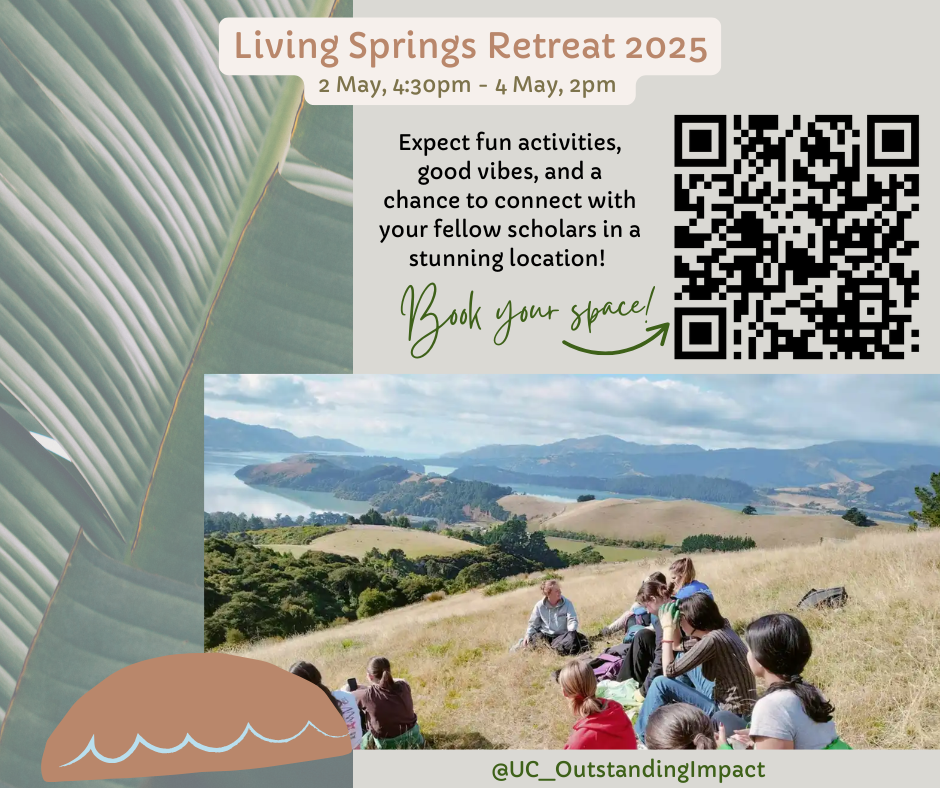 Living Springs Retreat 2025
2 May, 4:30pm - 4 May, 2pm
Expect fun activities,
good vibes, and a
chance to connect with
your fellow scholars in a
stunning location!
Book your space!
@UC_OutstandingImpact